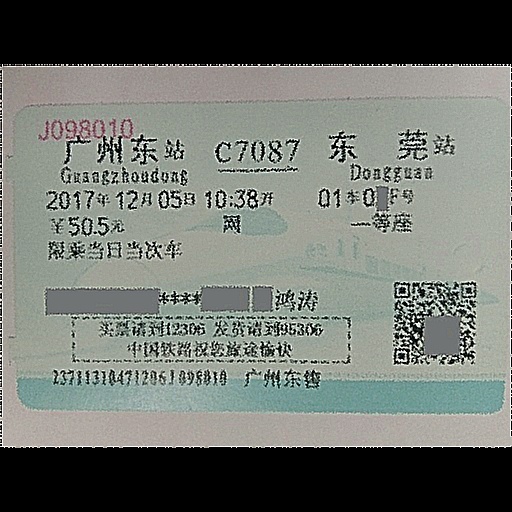 J098010
广州东站 C7087 东莞站
Guangzhoudong Dongguan
2017年12月05日 10:38开 01车0 F号
￥50.5元 网 一等座
限乘当日当次车
**** 鸿涛
买票请到12306 发货请到95306
中国铁路祝您旅途愉快
23711310471206J098010 广州东售